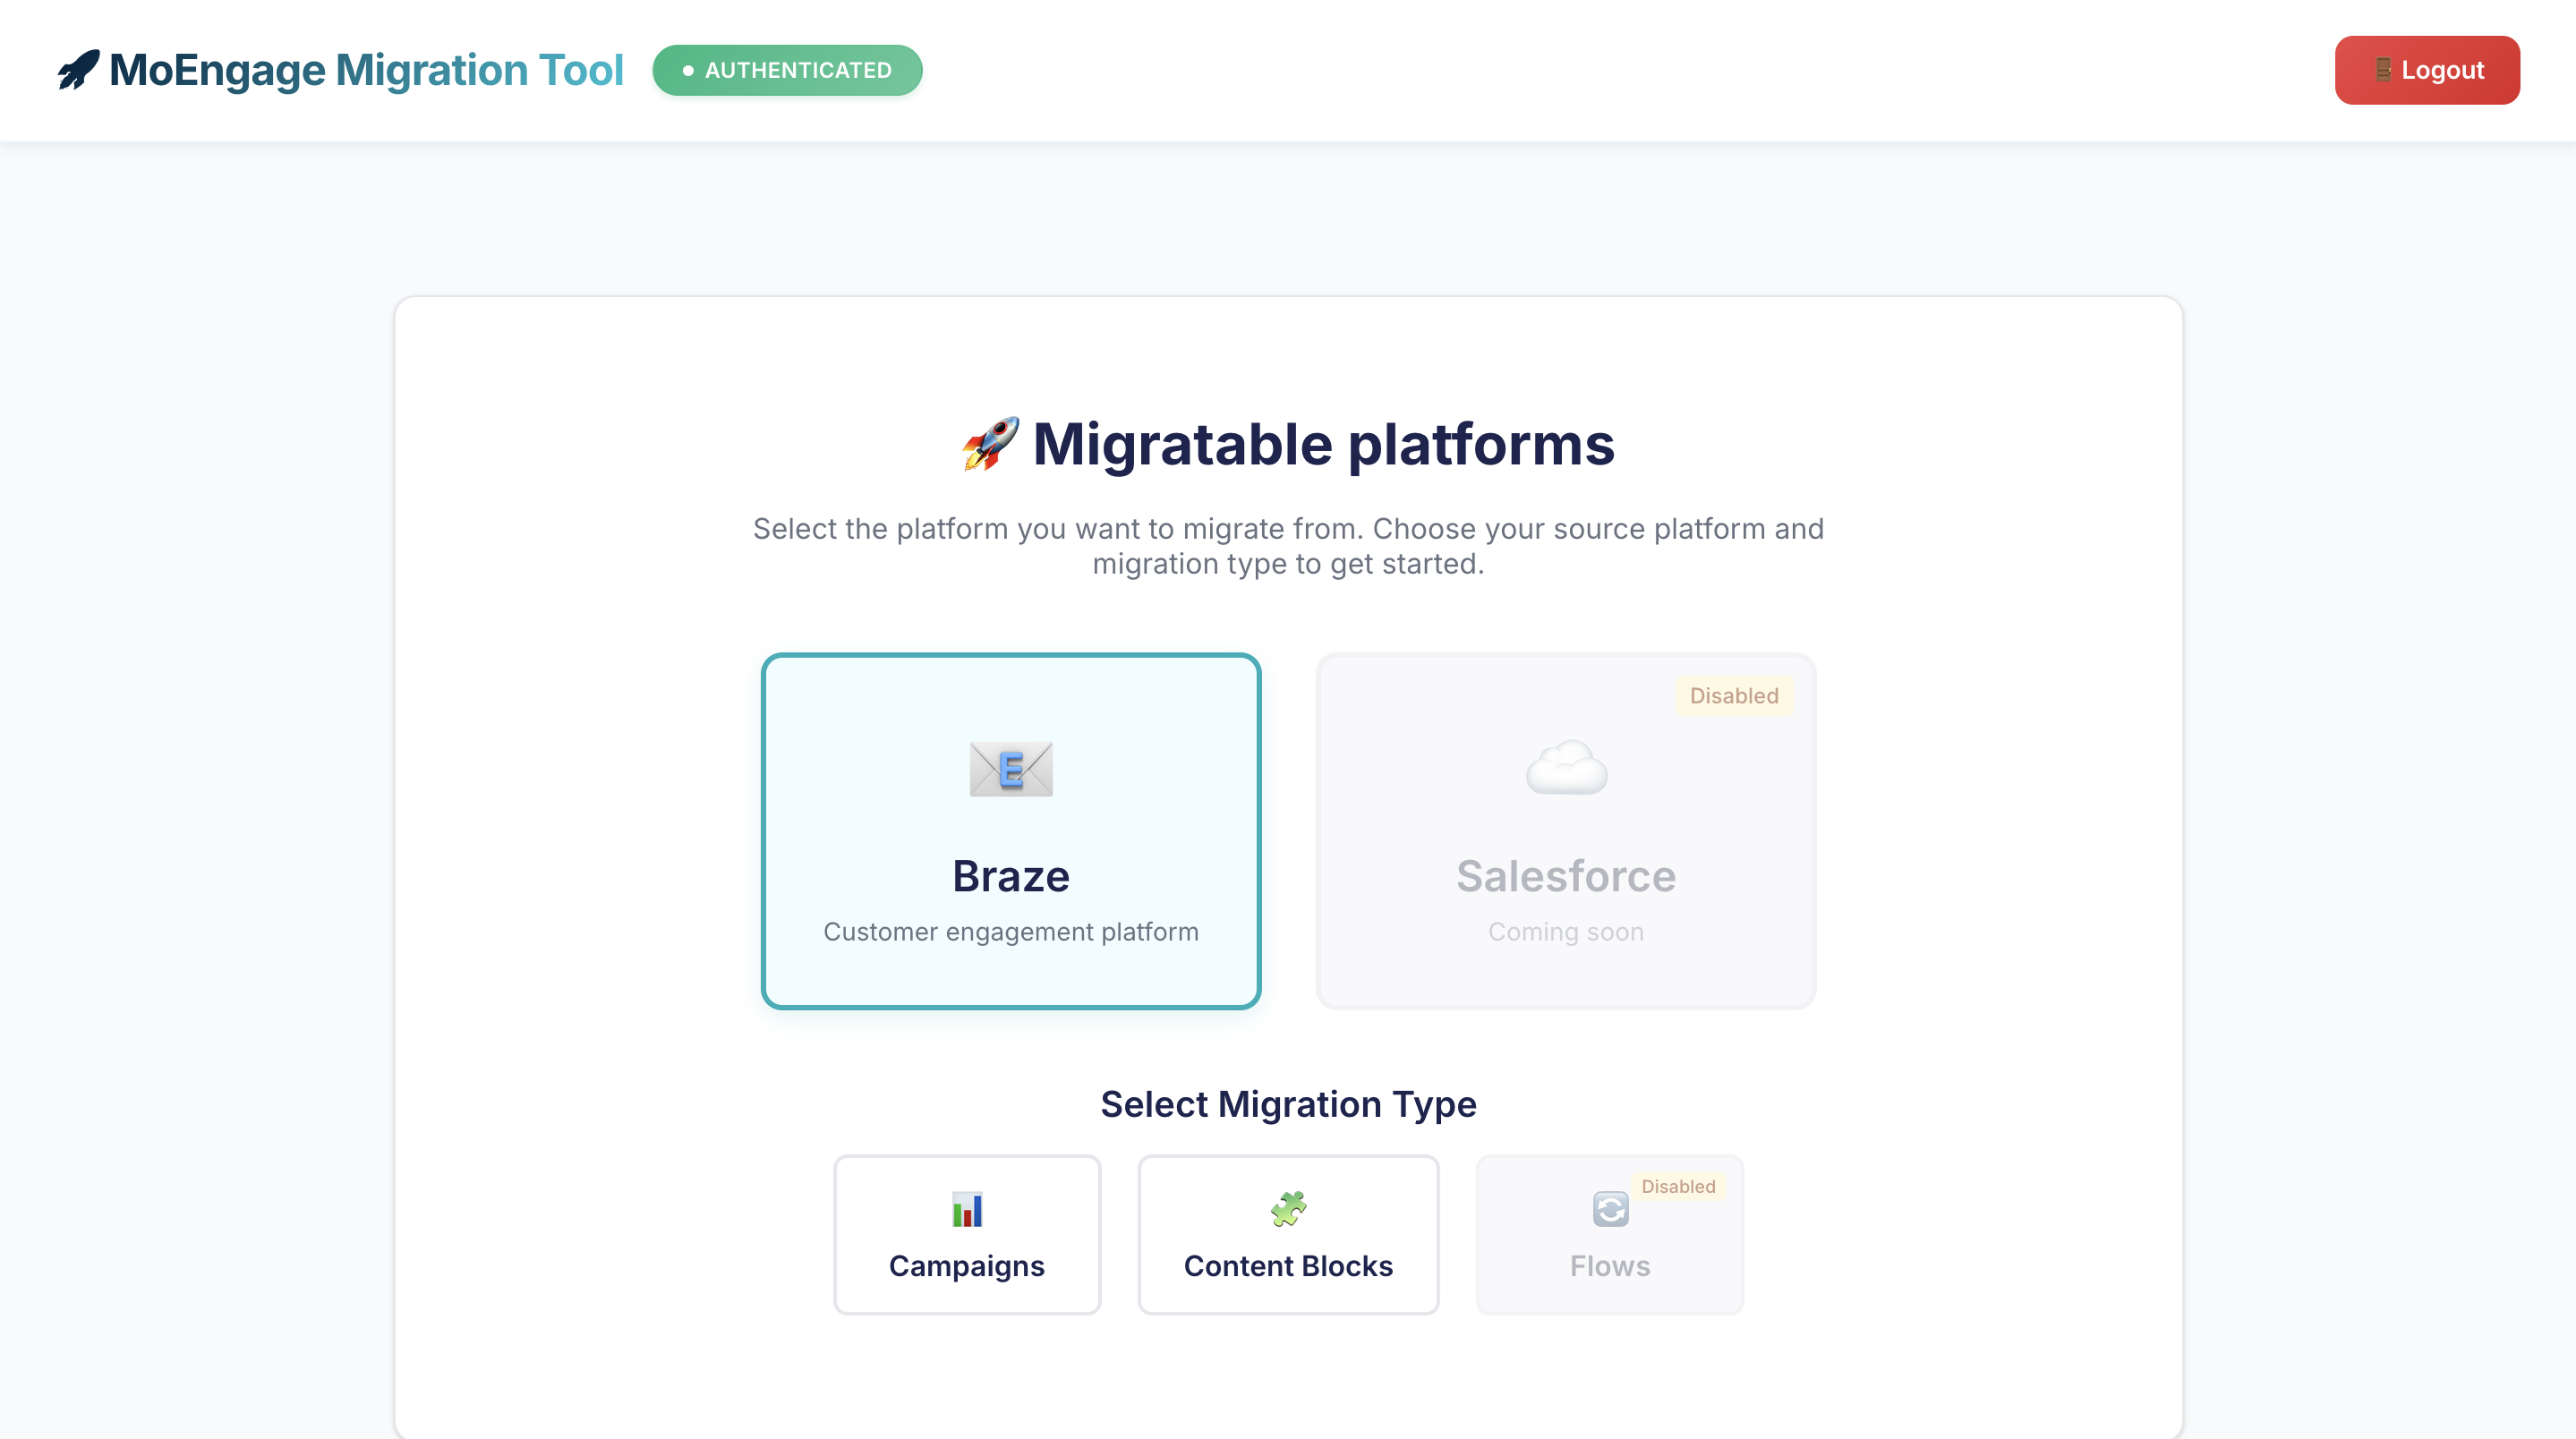 MoEngage Migration Tool
AUTHENTICATED
Logout
Migratable platforms
Select the platform you want to migrate from. Choose your source platform and
migration type to get started.
E
Braze
Customer engagement platform
Disabled
Salesforce
Coming soon
Select Migration Type
Campaigns
Content Blocks
Disabled
Flows